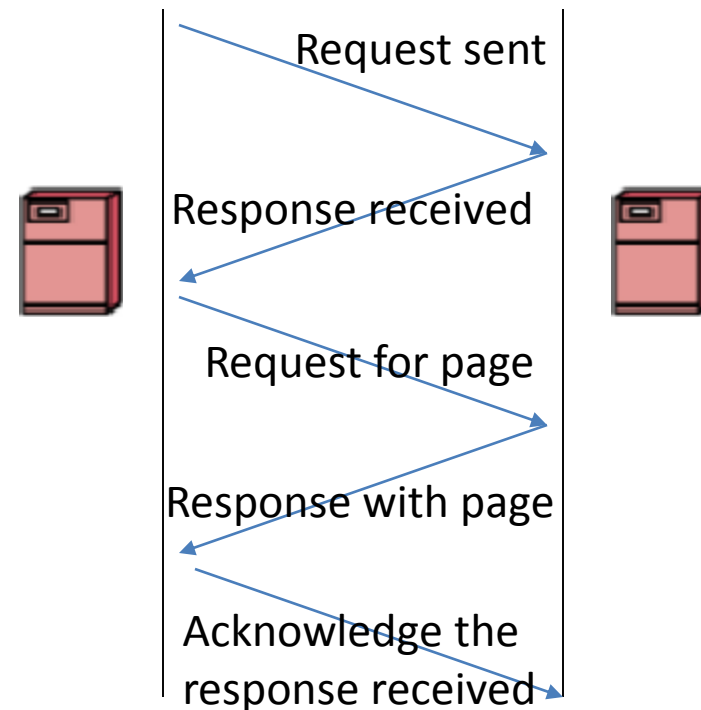 Request sent
Response received
Request for page
Response with page
Acknowledge the
response received